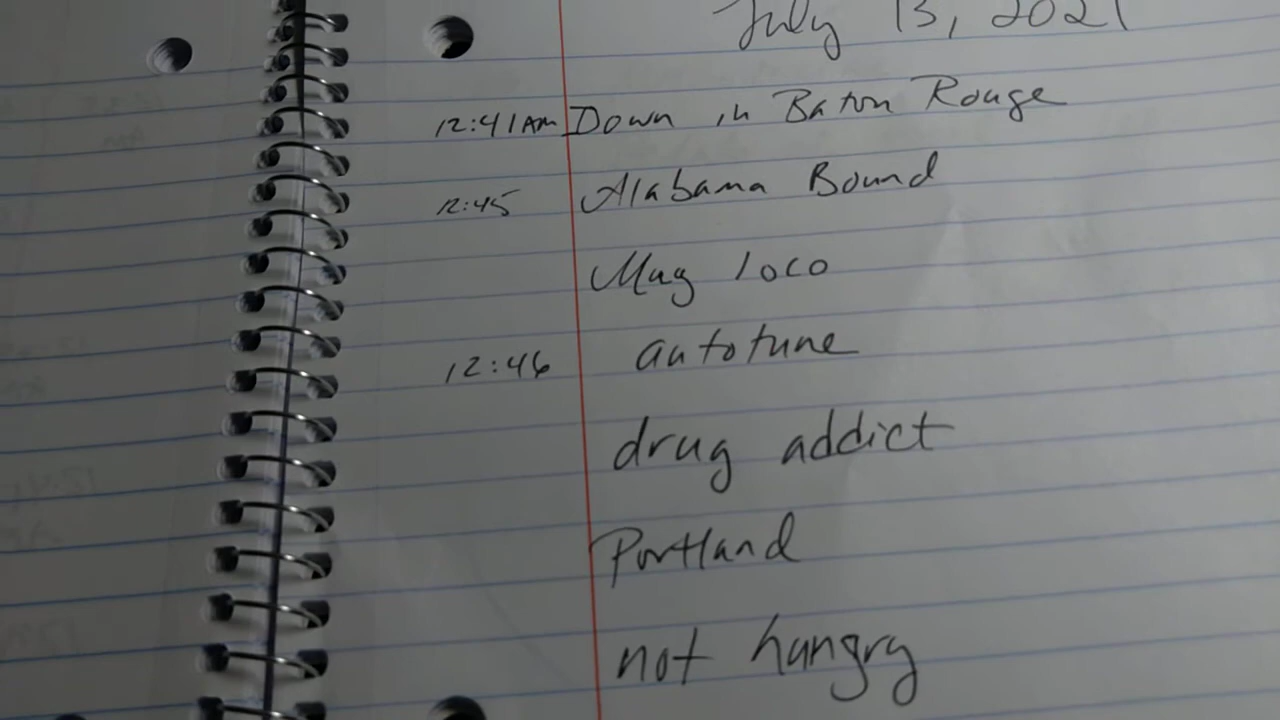 July 13, 2021
12:41AM Down in Baton Rouge
12:45 Alabama Bound
Muy loco
12:46 autotune
drug addict
Portland
not hungry